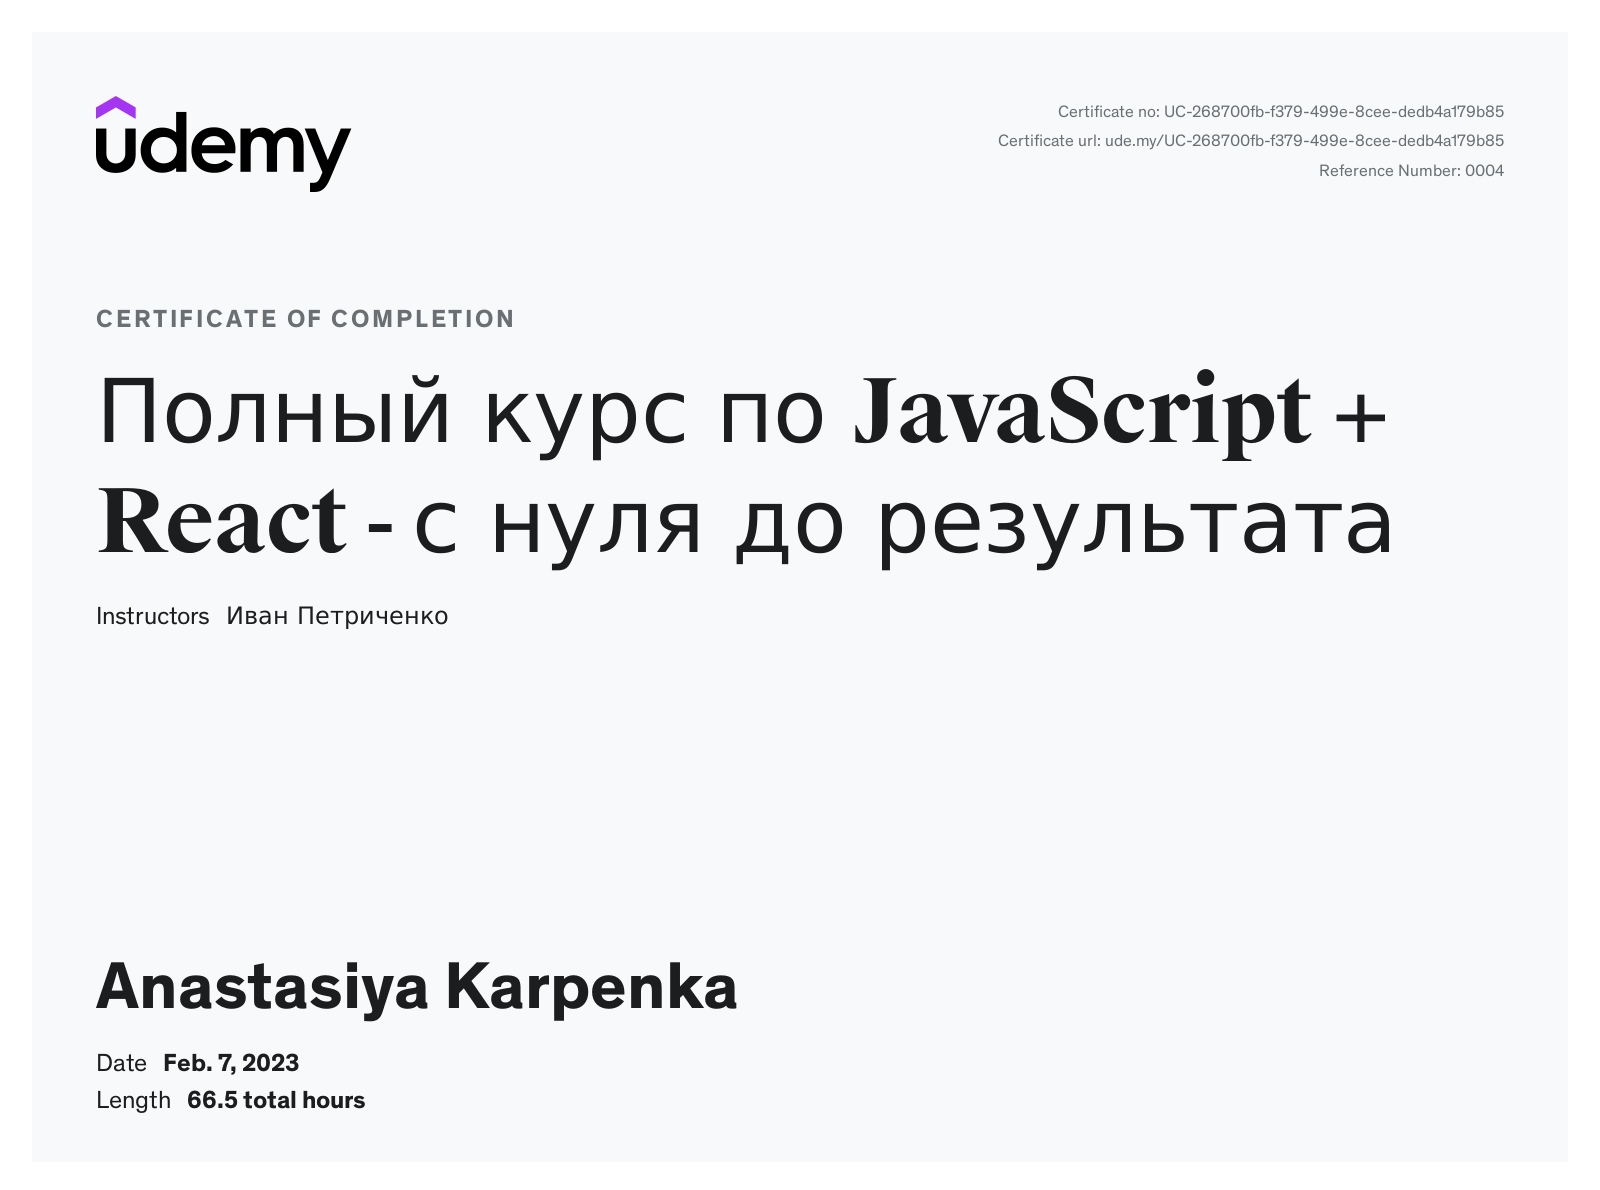 udemy
Certificate no: UC-268700fb-f379-499e-8cee-dedb4a179b85
Certificate url: ude.my/UC-268700fb-f379-499e-8cee-dedb4a179b85
Reference Number: 0004
CERTIFICATE OF COMPLETION
Полный курс по JavaScript +
React - с нуля до результата
Instructors Иван Петриченко
Anastasiya Karpenka
Date Feb. 7, 2023
Length 66.5 total hours